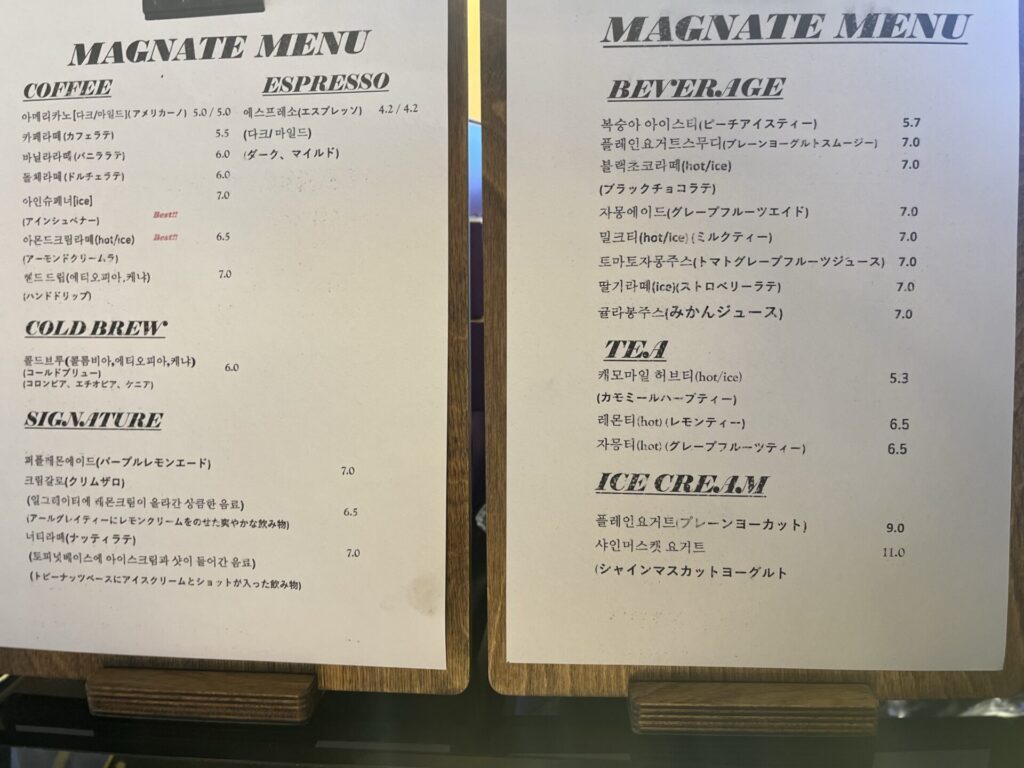 MAGNATE MENU
COFFEE
아메리카노[다크/마일드](アメリカーノ) 5.0 / 5.0
카페라떼(カフェラテ) 5.5
바닐라라떼(バニララテ) 6.0
돌체라떼(ドルチェラテ) 6.0
아인슈페너[ice] 7.0
(アインシュペナー) Best!!
아몬드크림라떼(hot/ice) Best!! 6.5
(アーモンドクリームラ)
핸드드립(에티오피아,케냐) 7.0
(ハンドドリップ)
ESPRESSO
에스프레소(エスプレッソ) 4.2 / 4.2
(다크/ 마일드)
(ダーク、マイルド)
COLD BREW
콜드브루(콜롬비아,에티오피아,케냐) 6.0
(コールドブリュー)
(コロンビア、エチオピア、ケニア)
SIGNATURE
퍼플레몬에이드(パープルレモンエード) 7.0
크림잘로(クリムザロ)
(얼그레이티에 레몬크림이 올라간 상큼한 음료) 6.5
(アールグレイティーにレモンクリームをのせた爽やかな飲み物)
너티라떼(ナッティラテ)
(토피넛베이스에 아이스크림과 샷이 들어간 음료) 7.0
(トピーナッツベースにアイスクリームとショットが入った飲み物)
MAGNATE MENU
BEVERAGE
복숭아 아이스티(ピーチアイスティー) 5.7
플레인요거트스무디(プレーンヨーグルトスムージー) 7.0
블랙초코라떼(hot/ice) 7.0
(ブラックチョコラテ)
자몽에이드(グレープフルーツエイド) 7.0
밀크티(hot/ice) (ミルクティー) 7.0
토마토자몽주스(トマトグレープフルーツジュース) 7.0
딸기라떼(ice)(ストロベリーラテ) 7.0
귤라봉주스(みかんジュース) 7.0
TEA
캐모마일 허브티(hot/ice) 5.3
(カモミールハーブティー)
레몬티(hot) (レモンティー) 6.5
자몽티(hot) (グレープフルーツティー) 6.5
ICE CREAM
플레인요거트(プレーンヨーカット) 9.0
샤인머스캣 요거트 11.0
(シャインマスカットヨーグルト